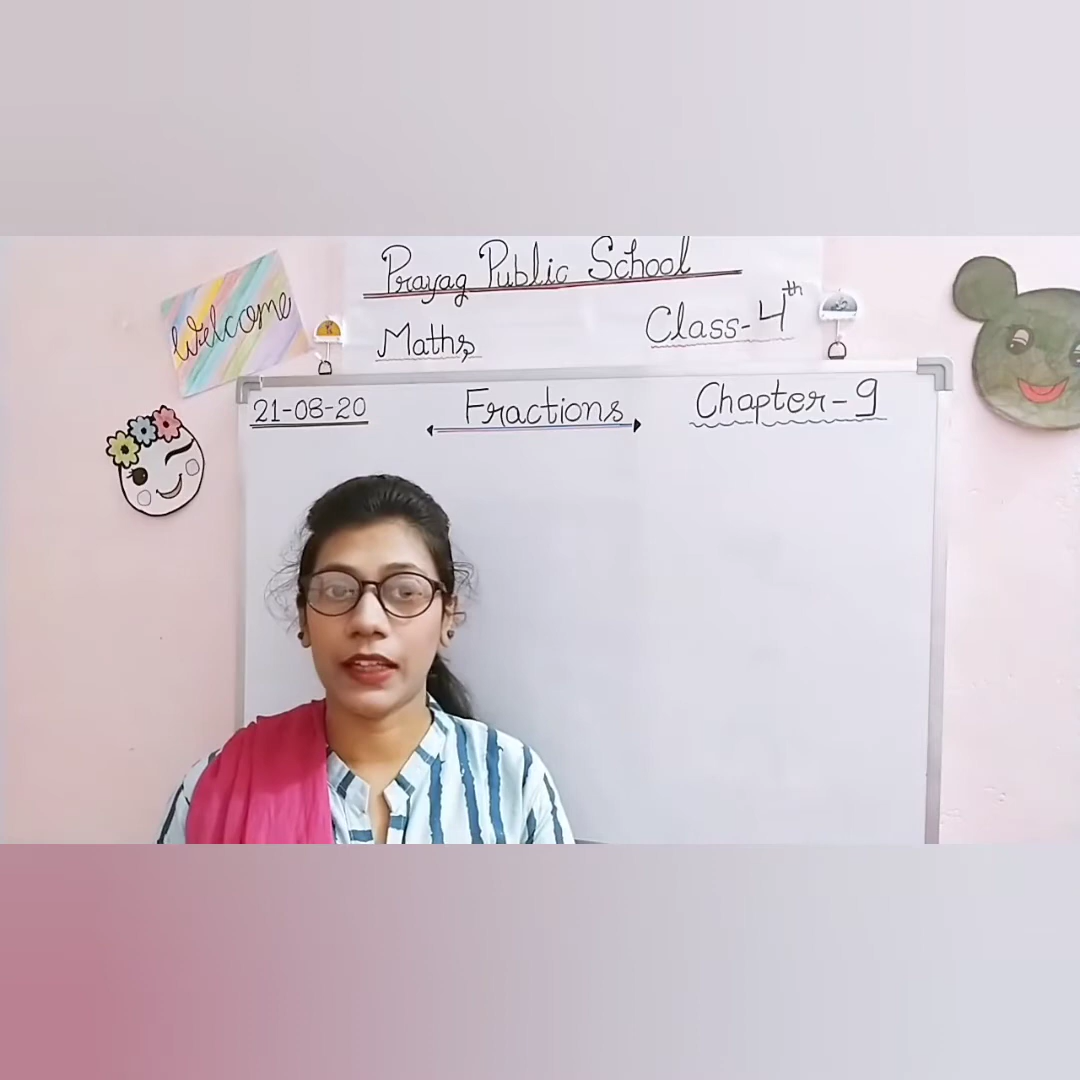 Prayag Public School
Welcome
Maths
Class-4th
21-08-20
Fractions
Chapter-9